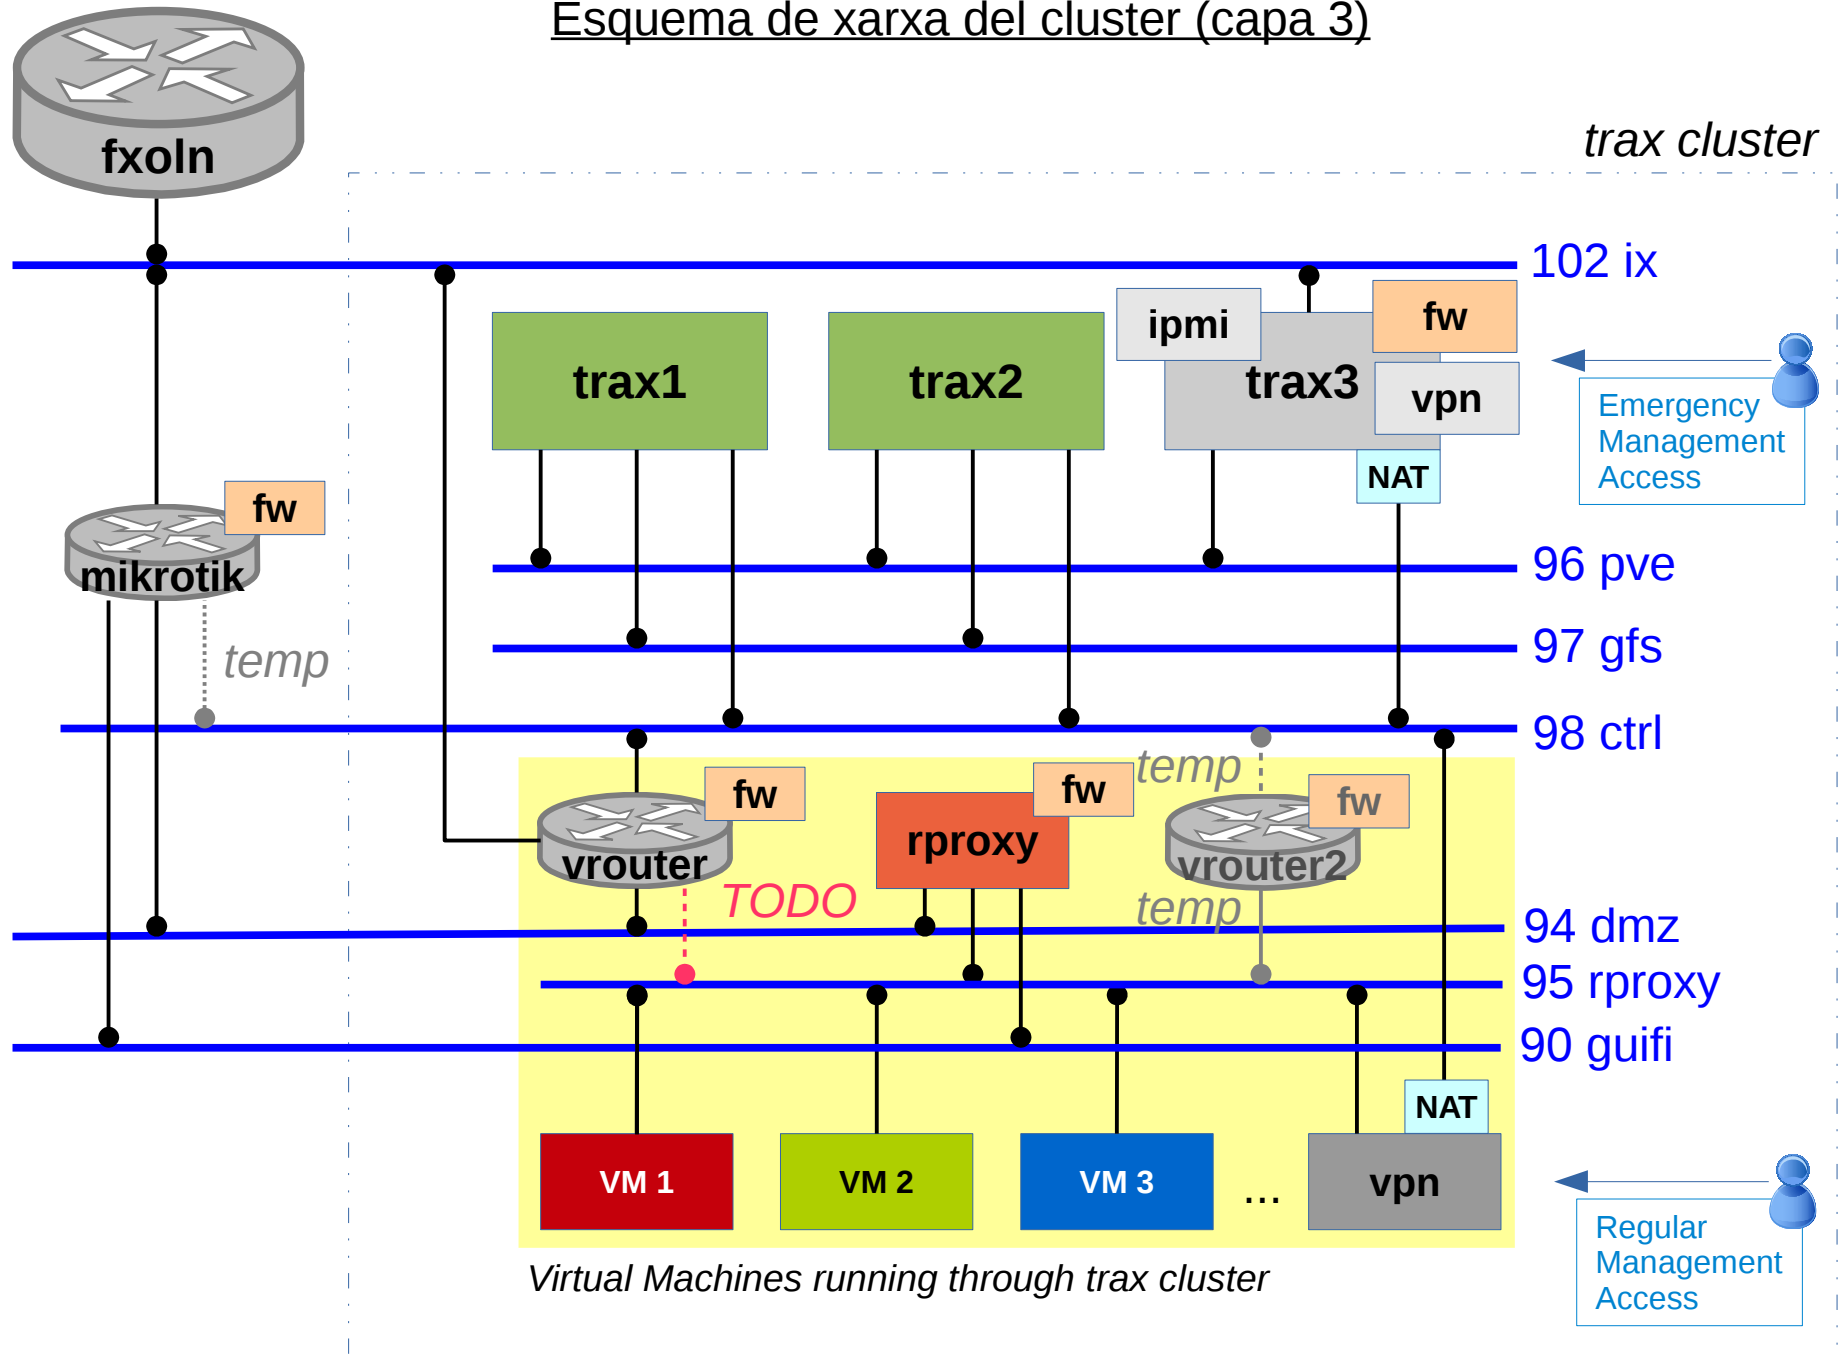 Esquema de xarxa del cluster (capa 3)
trax cluster
fxoln
102 ix
ipmi
fw
trax1
trax2
trax3
vpn
Emergency
Management
Access
NAT
fw
mikrotik
96 pve
temp
97 gfs
98 ctrl
temp
fw
fw
fw
vrouter
rproxy
vrouter2
TODO
temp
94 dmz
95 rproxy
90 guifi
NAT
VM 1
VM 2
VM 3
...
vpn
Regular
Management
Access
Virtual Machines running through trax cluster